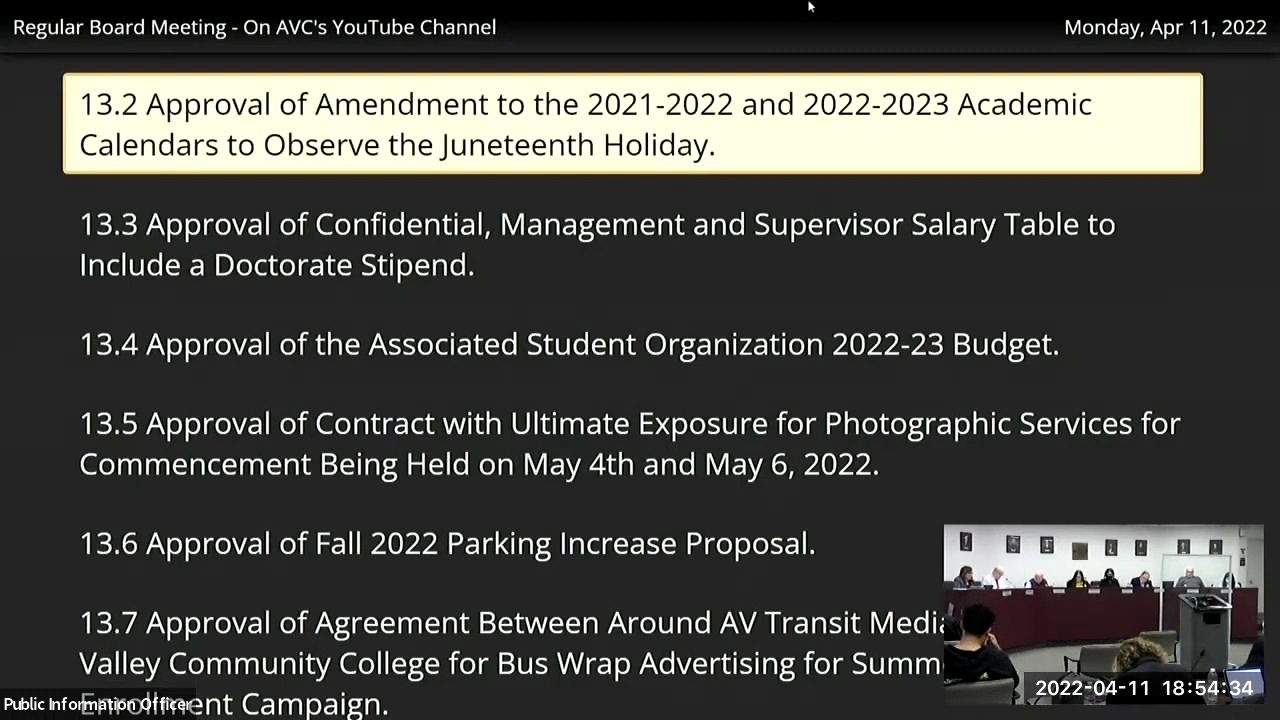 Regular Board Meeting - On AVC's YouTube Channel
Monday, Apr 11, 2022
13.2 Approval of Amendment to the 2021-2022 and 2022-2023 Academic
Calendars to Observe the Juneteenth Holiday.
13.3 Approval of Confidential, Management and Supervisor Salary Table to
Include a Doctorate Stipend.
13.4 Approval of the Associated Student Organization 2022-23 Budget.
13.5 Approval of Contract with Ultimate Exposure for Photographic Services for
Commencement Being Held on May 4th and May 6, 2022.
13.6 Approval of Fall 2022 Parking Increase Proposal.
13.7 Approval of Agreement Between Around AV Transit Media
Valley Community College for Bus Wrap Advertising for Summ
Enrollment Campaign.
Public Information Officer
2022-04-11 18:54:34